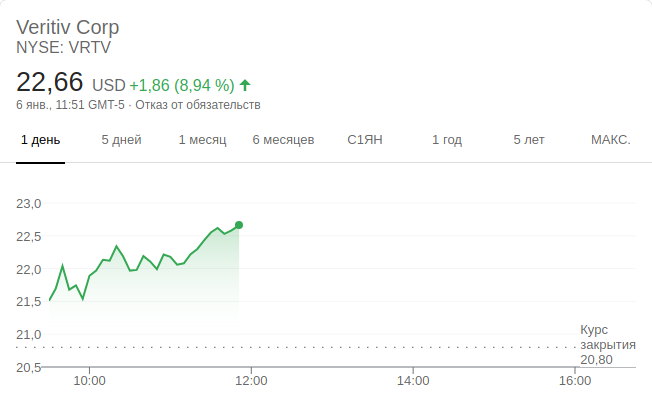 Veritiv Corp
NYSE: VRTV
22,66 USD +1,86 (8,94 %)
6 янв., 11:51 GMT-5 · Отказ от обязательств
1 день 5 дней 1 месяц 6 месяцев С1ЯН 1 год 5 лет МАКС.
23,0
22,5
22,0
21,5
21,0
20,5
Курс
закрытия
20,80
10:00 12:00 14:00 16:00